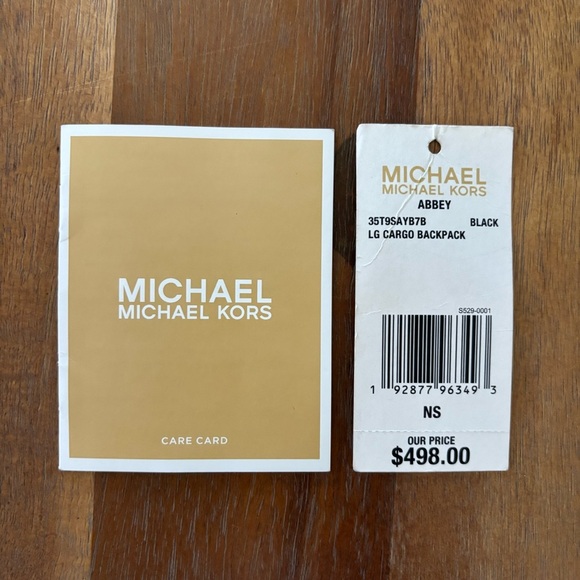 MICHAEL
MICHAEL KORS
CARE CARD
MICHAEL
MICHAEL KORS
ABBEY
35T9SAYB7B BLACK
LG CARGO BACKPACK
S529-0001
1 92877 96349 3
NS
OUR PRICE
$498.00